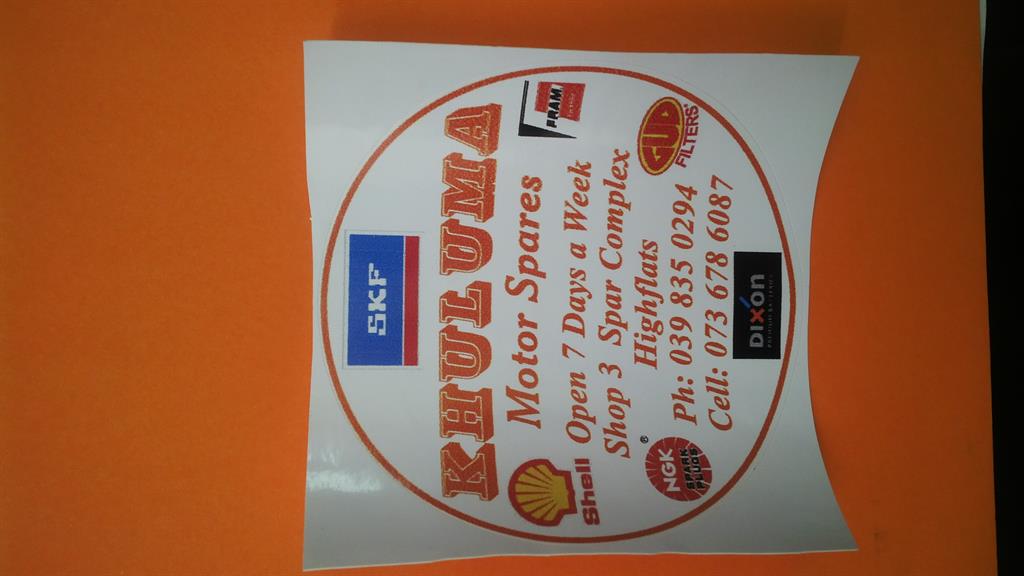 SKF
KHULUMA
Motor Spares
Shell
FRAM
Open 7 Days a Week
Shop 3 Spar Complex
Highflats
GUD
FILTERS®
NGK ®
SPARK
PLUGS
Ph: 039 835 0294
Cell: 073 678 6087
DIXON